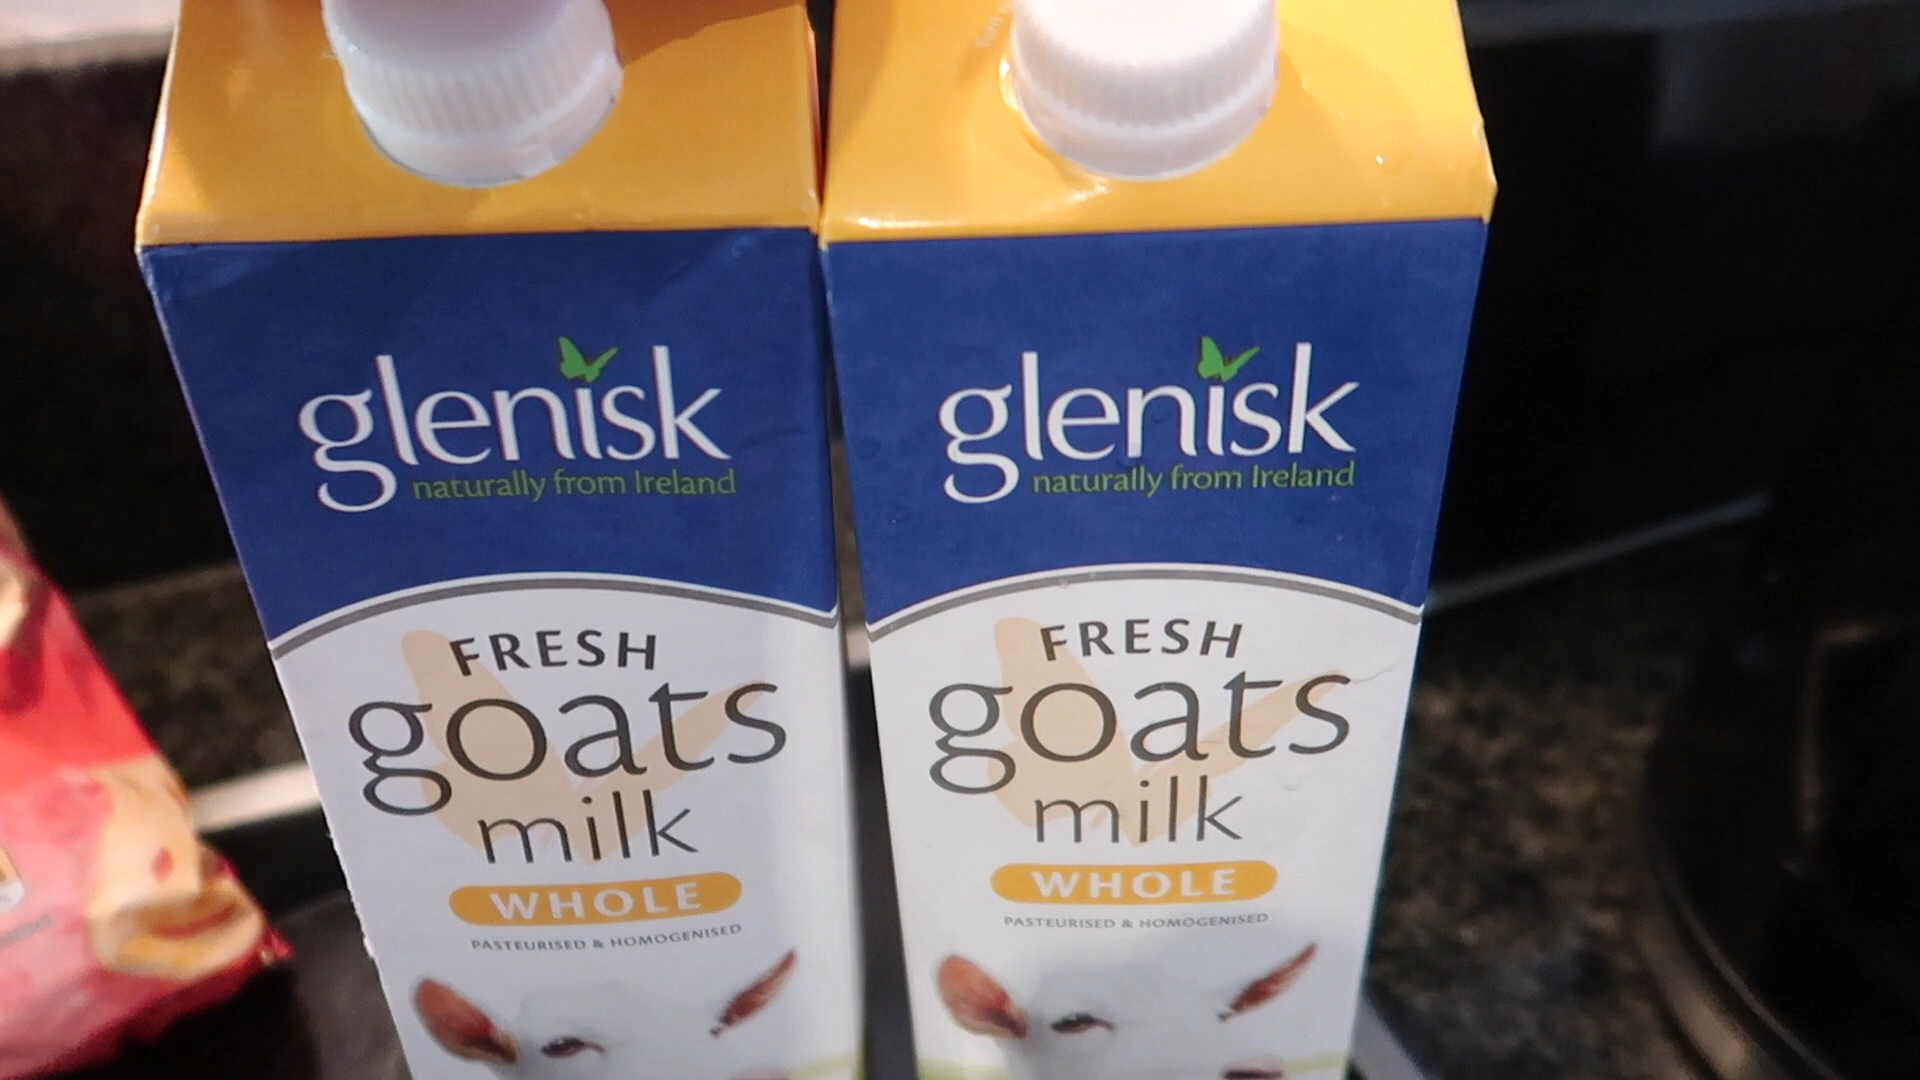 glenisk
naturally from Ireland
FRESH
goats
milk
WHOLE
PASTEURISED & HOMOGENISED
glenisk
naturally from Ireland
FRESH
goats
milk
WHOLE
PASTEURISED & HOMOGENISED